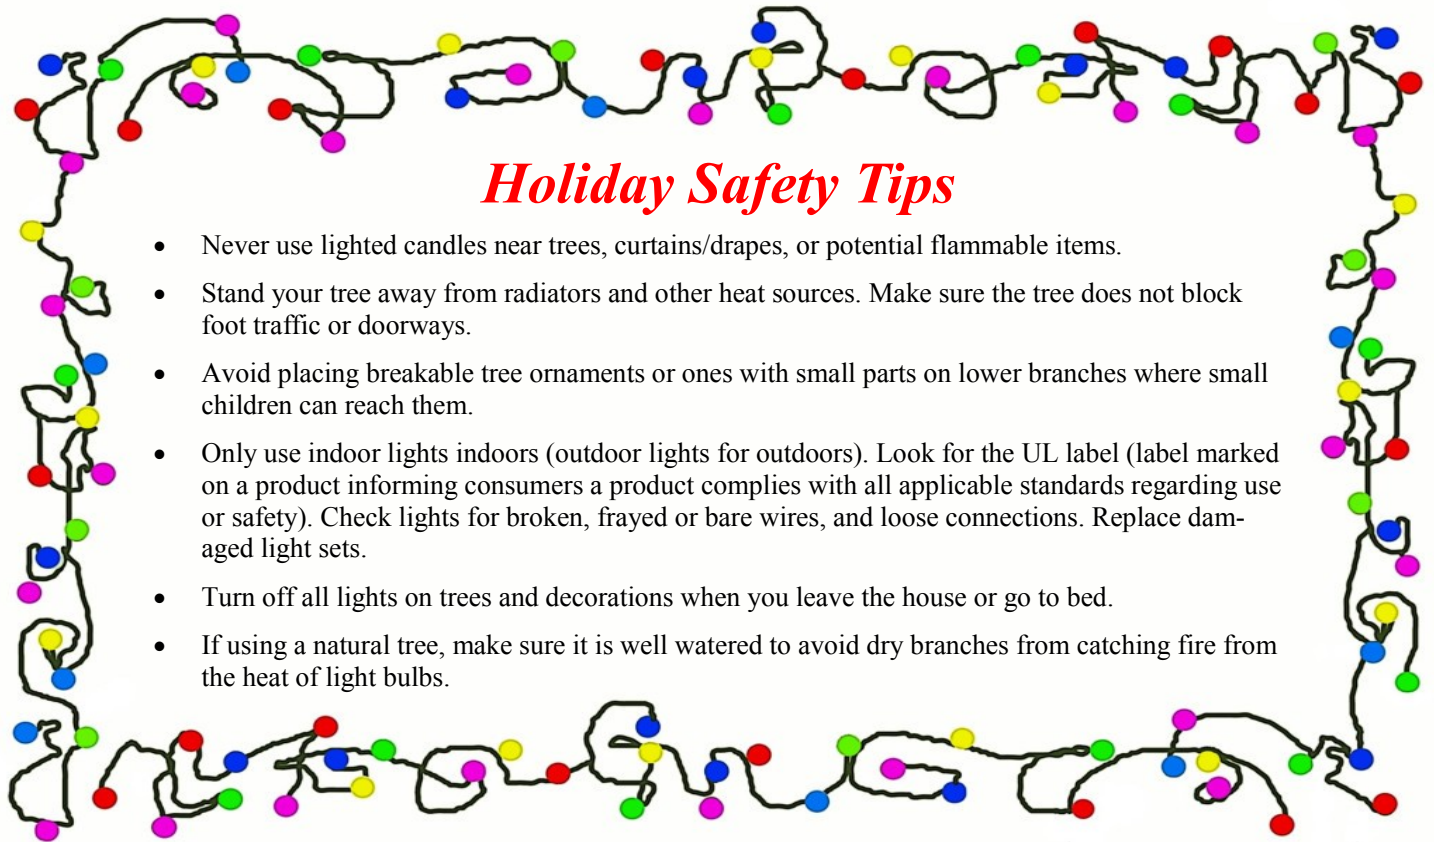 Holiday Safety Tips
• Never use lighted candles near trees, curtains/drapes, or potential flammable items.
• Stand your tree away from radiators and other heat sources. Make sure the tree does not block
foot traffic or doorways.
• Avoid placing breakable tree ornaments or ones with small parts on lower branches where small
children can reach them.
• Only use indoor lights indoors (outdoor lights for outdoors). Look for the UL label (label marked
on a product informing consumers a product complies with all applicable standards regarding use
or safety). Check lights for broken, frayed or bare wires, and loose connections. Replace dam-
aged light sets.
• Turn off all lights on trees and decorations when you leave the house or go to bed.
• If using a natural tree, make sure it is well watered to avoid dry branches from catching fire from
the heat of light bulbs.